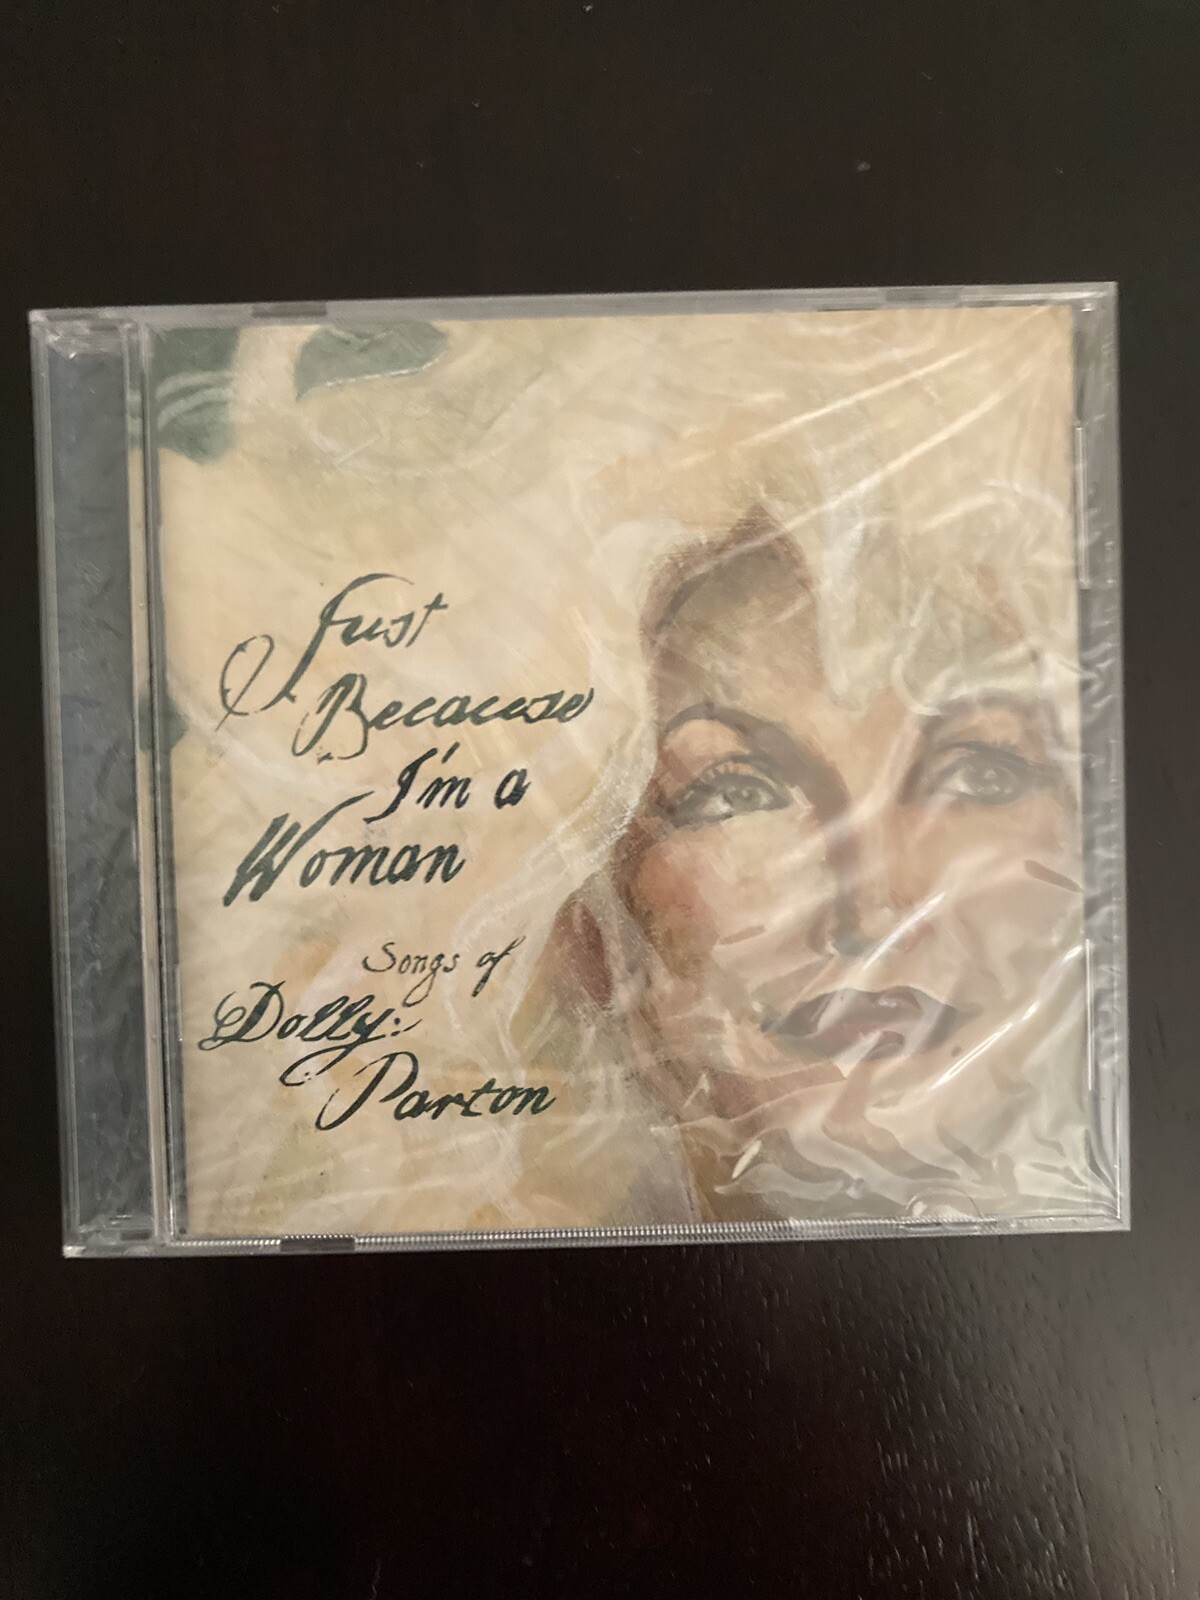 Just
Because
I'm a
Woman
Songs of
Dolly
Parton